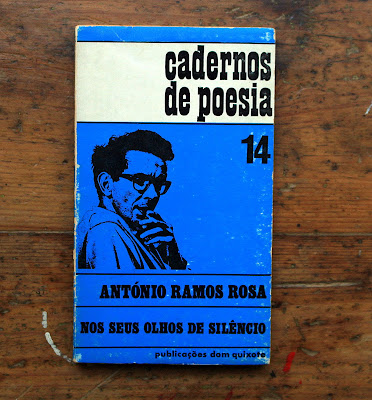 cadernos
de poesia
14
ANTÓNIO RAMOS ROSA
NOS SEUS OLHOS DE SILÊNCIO
publicações dom quixote